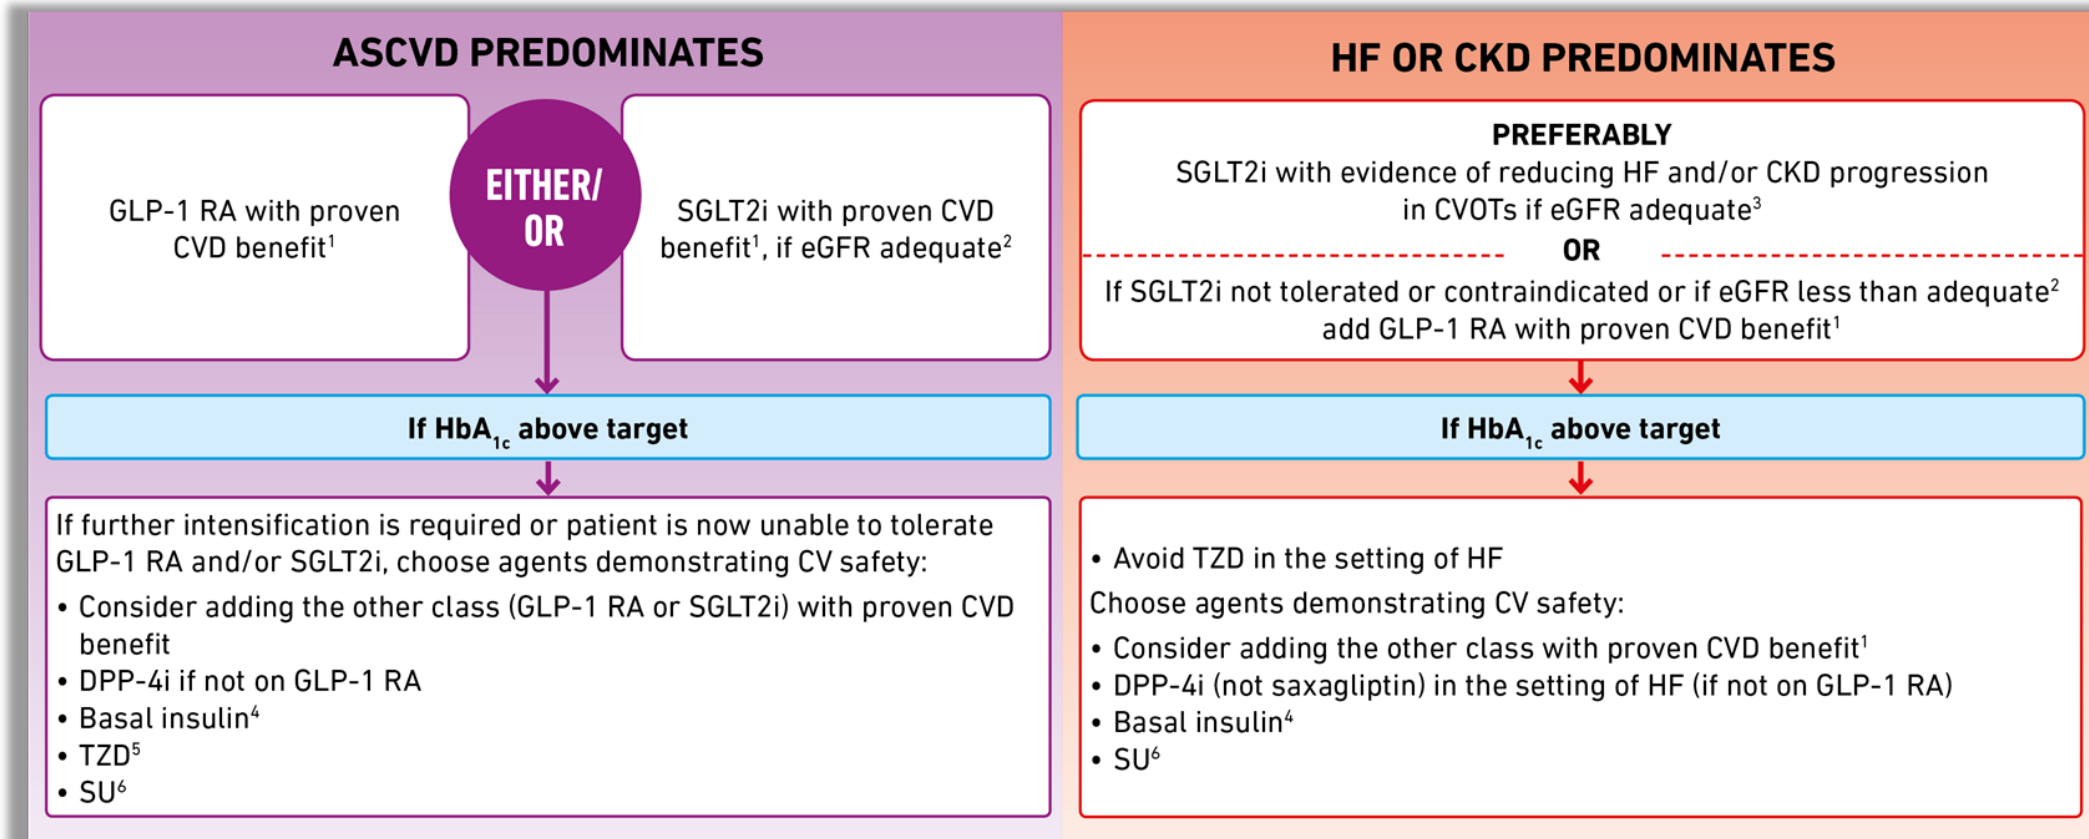 ASCVD PREDOMINATES
GLP-1 RA with proven
CVD benefit¹
EITHER/
OR
SGLT2i with proven CVD
benefit¹, if eGFR adequate²
If HbA₁c above target
If further intensification is required or patient is now unable to tolerate
GLP-1 RA and/or SGLT2i, choose agents demonstrating CV safety:
• Consider adding the other class (GLP-1 RA or SGLT2i) with proven CVD
benefit
• DPP-4i if not on GLP-1 RA
• Basal insulin⁴
• TZD⁵
• SU⁶
HF OR CKD PREDOMINATES
PREFERABLY
SGLT2i with evidence of reducing HF and/or CKD progression
in CVOTs if eGFR adequate³
OR
If SGLT2i not tolerated or contraindicated or if eGFR less than adequate²
add GLP-1 RA with proven CVD benefit¹
If HbA₁c above target
• Avoid TZD in the setting of HF
Choose agents demonstrating CV safety:
• Consider adding the other class with proven CVD benefit¹
• DPP-4i (not saxagliptin) in the setting of HF (if not on GLP-1 RA)
• Basal insulin⁴
• SU⁶